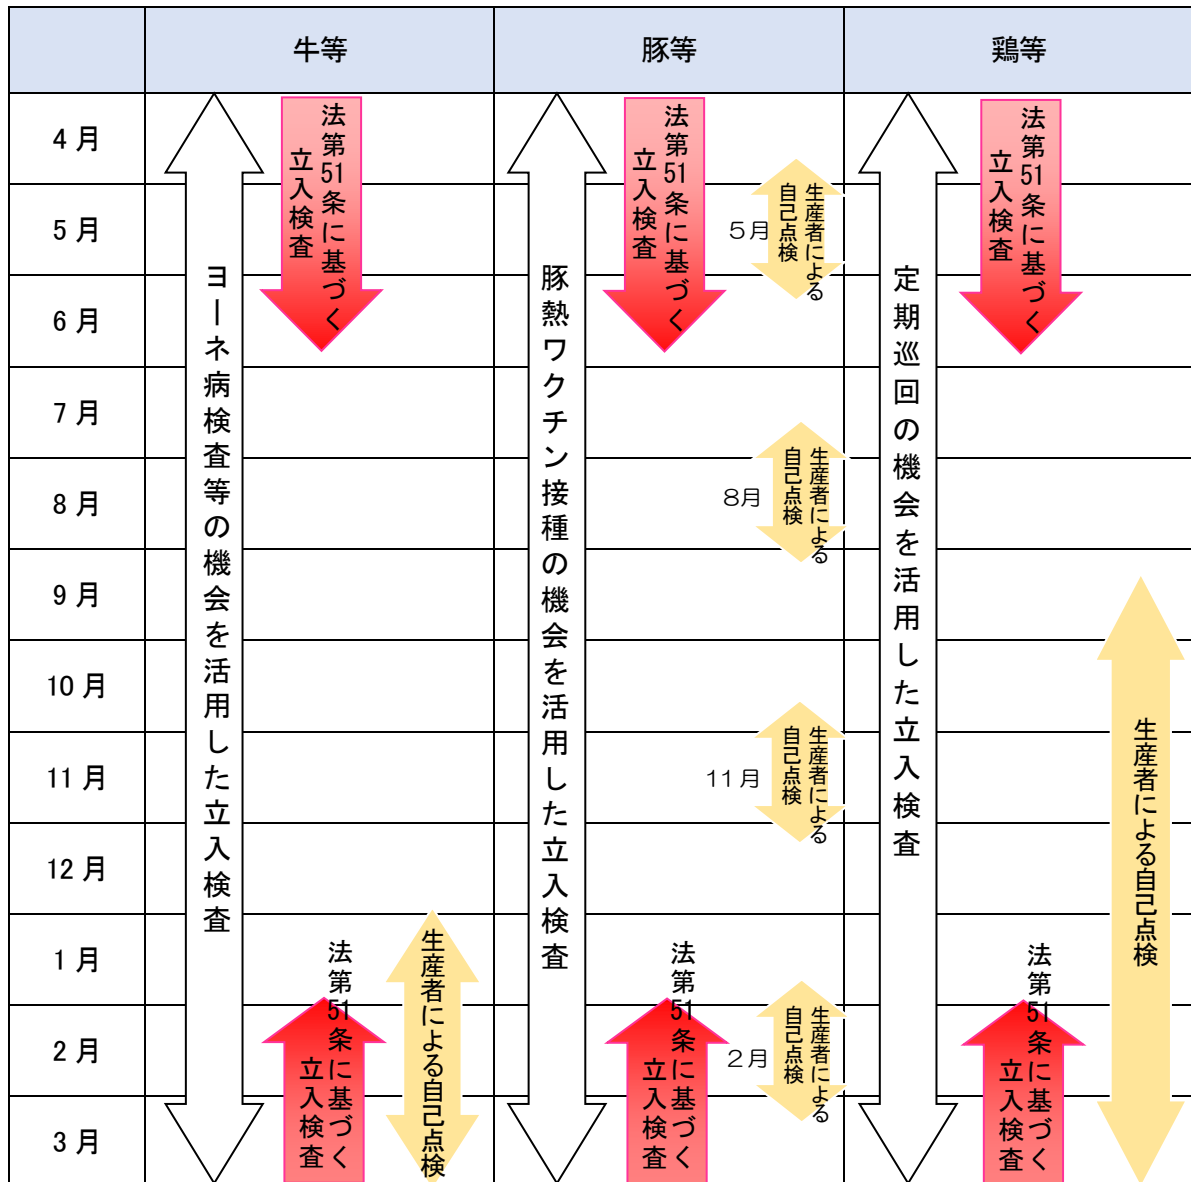 牛等
豚等
鶏等
4月
5月
6月
7月
8月
9月
10月
11月
12月
1月
2月
3月
ヨーネ病検査等の機会を活用した立入検査
法第51条に基づく
立入検査
法第51条に基づく
立入検査
生産者による自己点検
豚熱ワクチン接種の機会を活用した立入検査
法第51条に基づく
立入検査
5月
生産者による
自己点検
8月
生産者による
自己点検
11月
生産者による
自己点検
法第51条に基づく
立入検査
2月
生産者による
自己点検
定期巡回の機会を活用した立入検査
法第51条に基づく
立入検査
法第51条に基づく
立入検査
生産者による自己点検